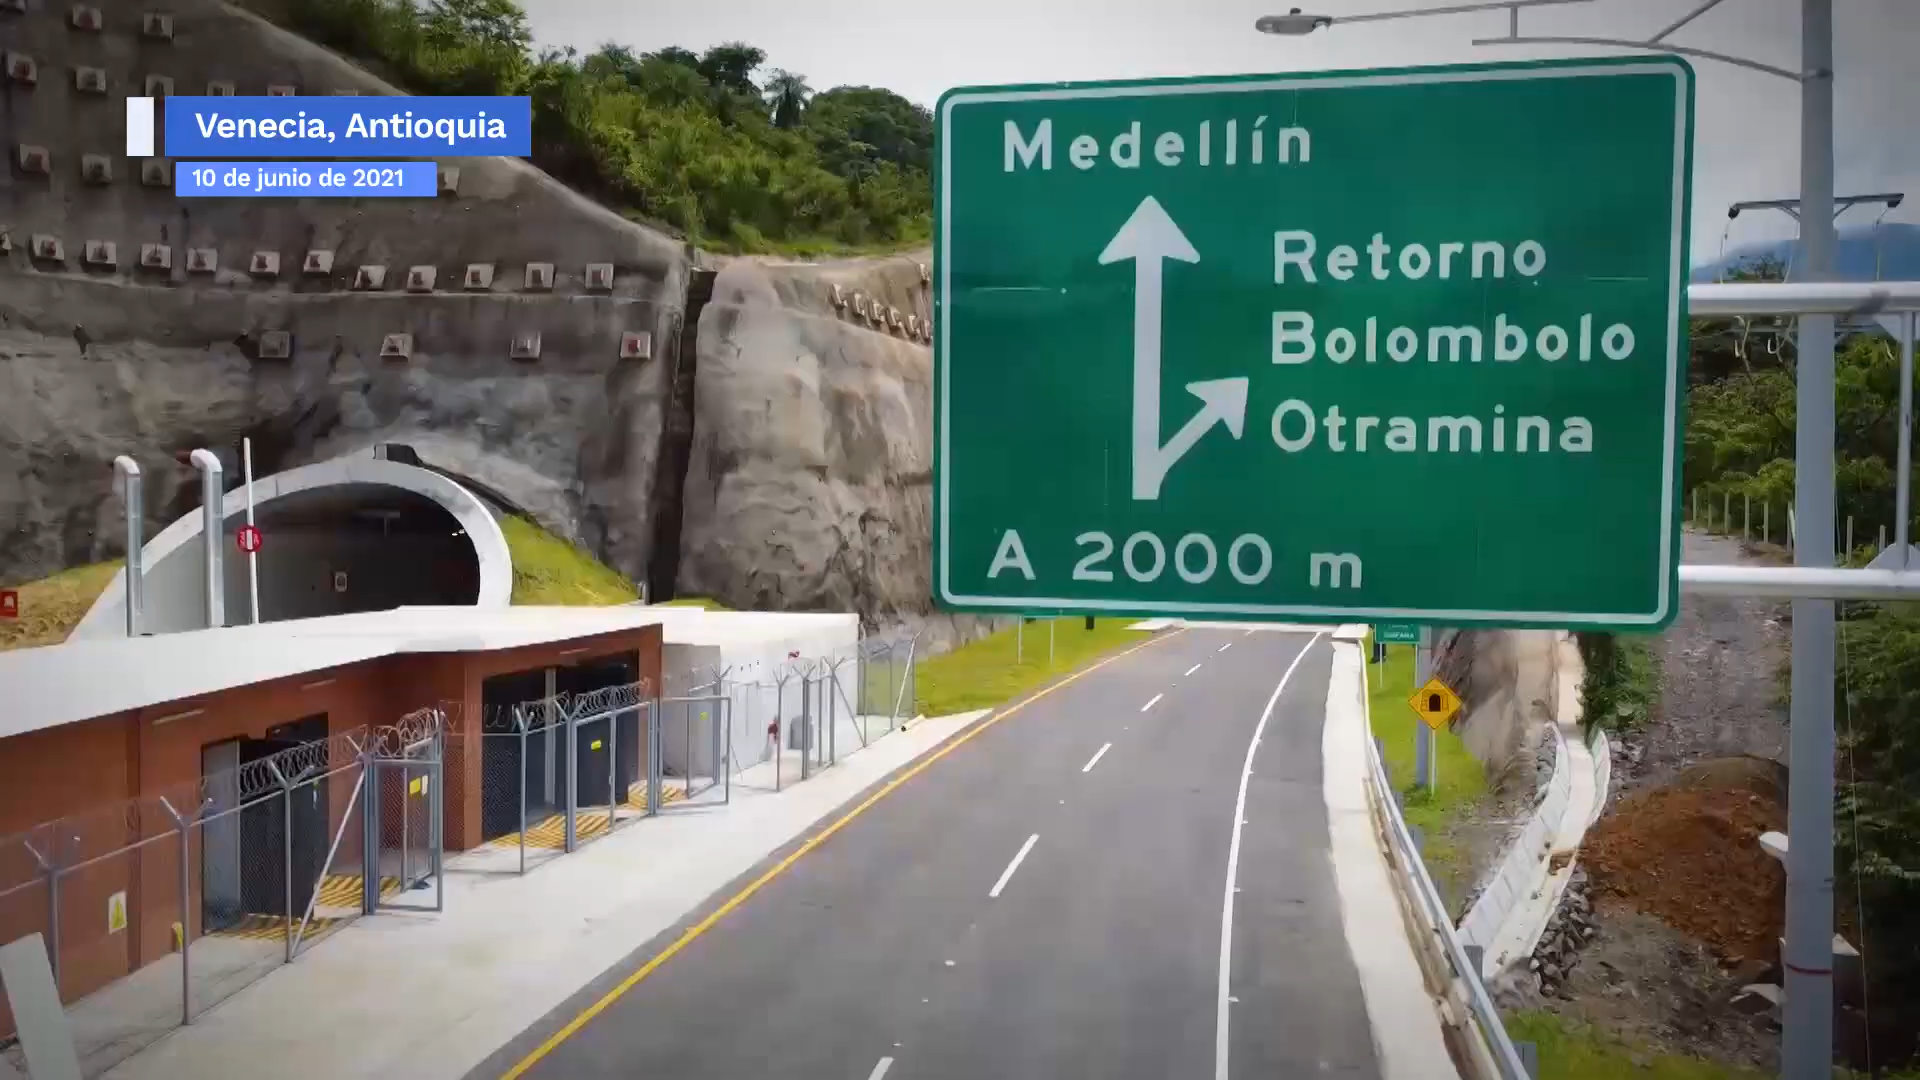 Venecia, Antioquia
10 de junio de 2021
Medellín
Retorno
Bolombolo
Otramina
A 2000 m